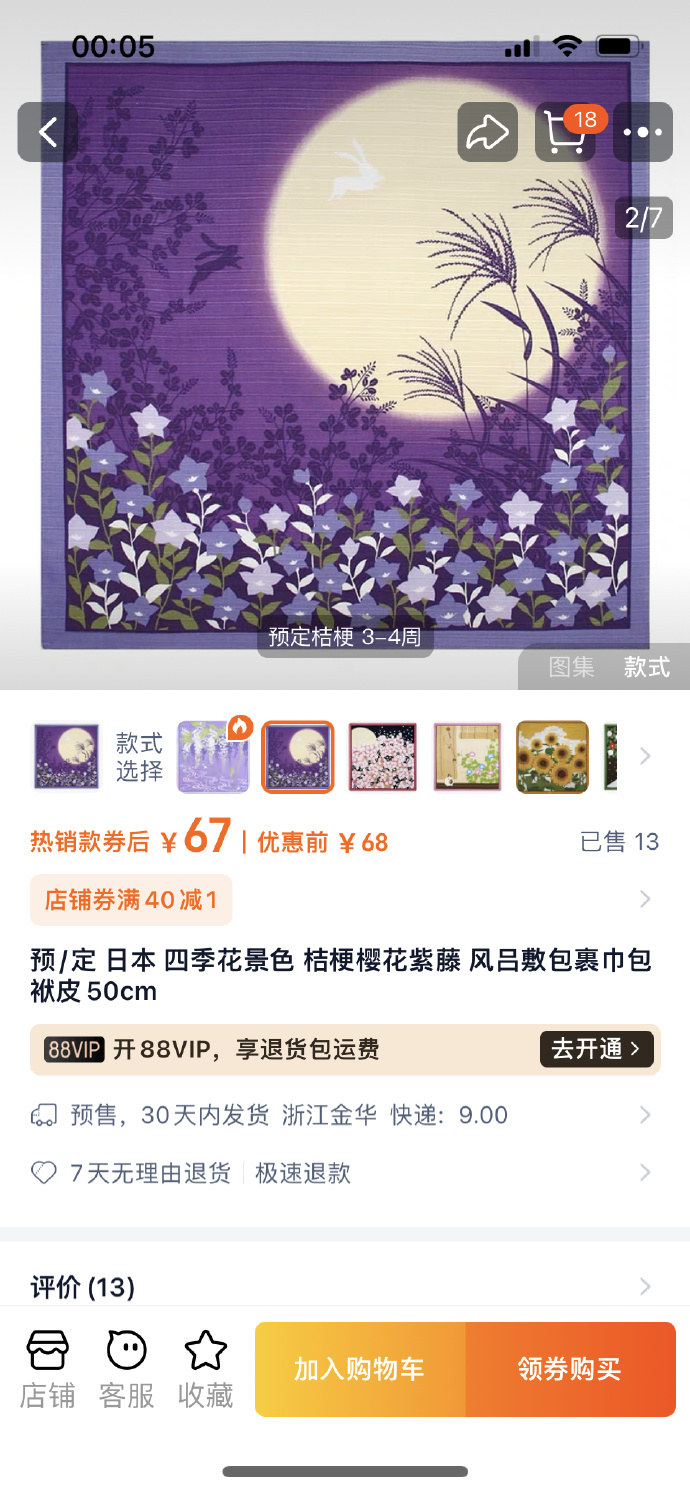 00:05
18
2/7
预定桔梗 3-4周
图集 款式
款式
选择
热销款券后 ￥67 | 优惠前 ￥68
已售 13
店铺券满40减1
预/定 日本 四季花景色 桔梗樱花紫藤 风吕敷包裹巾包
袱皮50cm
88VIP 开88VIP，享退货包运费
去开通
预售，30天内发货 浙江金华 快递：9.00
7天无理由退货 极速退款
评价 (13)
店铺 客服 收藏
加入购物车
领券购买